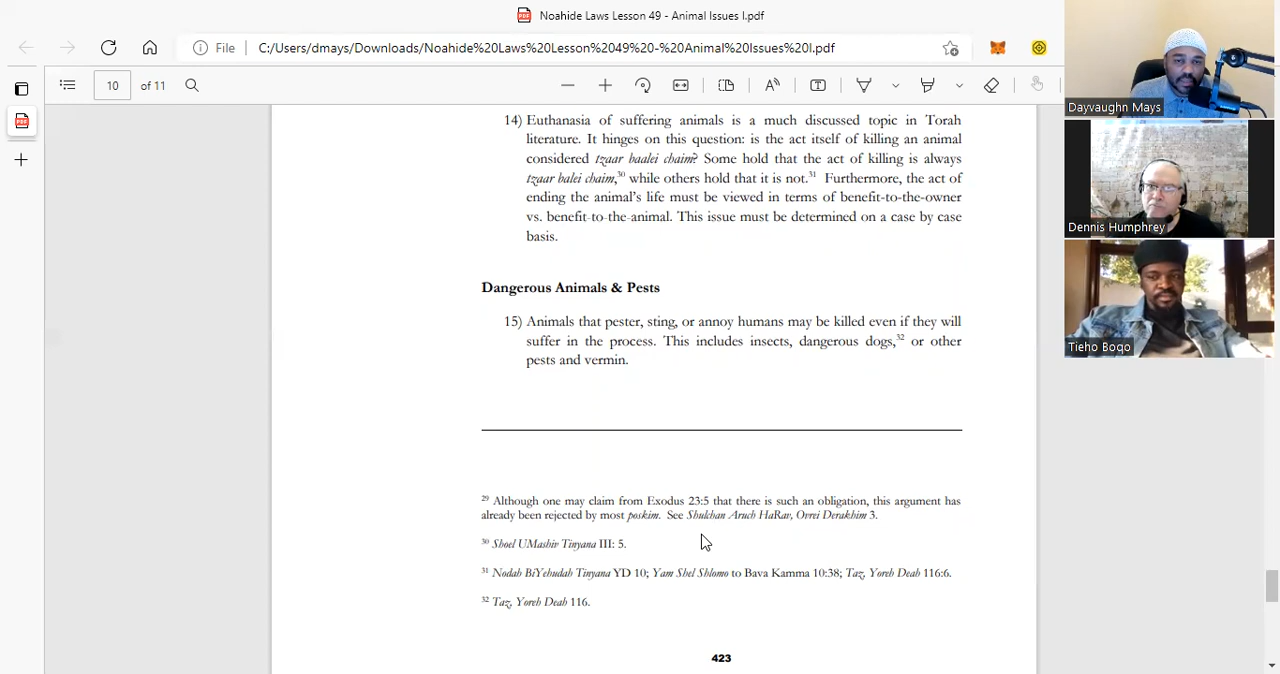 Noahide Laws Lesson 49 - Animal Issues I.pdf
File C:/Users/dmays/Downloads/Noahide%20Laws%20Lesson%2049%20-%20Animal%20Issues%20I.pdf
10 of 11
14) Euthanasia of suffering animals is a much discussed topic in Torah
literature. It hinges on this question: is the act itself of killing an animal
considered tzaar baalei chaim? Some hold that the act of killing is always
tzaar balei chaim,30 while others hold that it is not.31 Furthermore, the act of
ending the animal's life must be viewed in terms of benefit-to-the-owner
vs. benefit-to-the-animal. This issue must be determined on a case by case
basis.
Dangerous Animals & Pests
15) Animals that pester, sting, or annoy humans may be killed even if they will
suffer in the process. This includes insects, dangerous dogs,32 or other
pests and vermin.
29 Although one may claim from Exodus 23:5 that there is such an obligation, this argument has
already been rejected by most poskim. See Shulchan Aruch HaRav, Ovrei Derakhim 3.
30 Shoel UMashiv Tinyana III: 5.
31 Nodah BiYehudah Tinyana YD 10; Yam Shel Shlomo to Bava Kamma 10:38; Taz, Yoreh Deah 116:6.
32 Taz, Yoreh Deah 116.
423
Dayvaughn Mays
Dennis Humphrey
Tieho Boqo